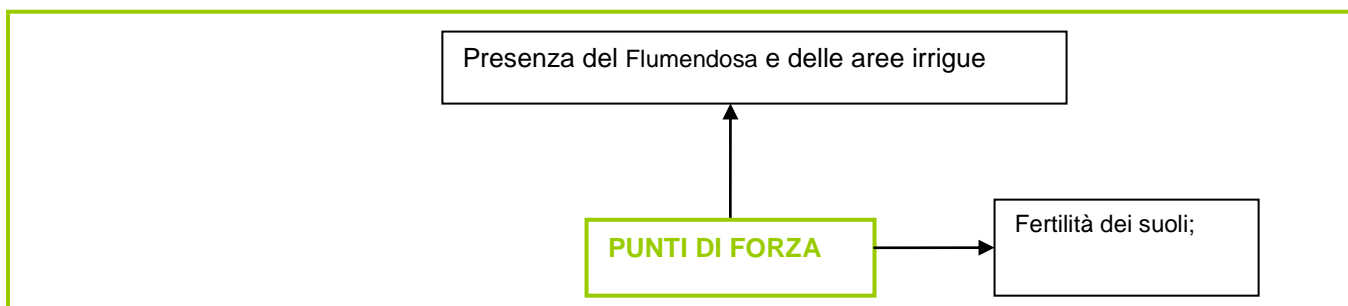 Presenza del Flumendosa e delle aree irrigue
Fertilità dei suoli;
PUNTI DI FORZA